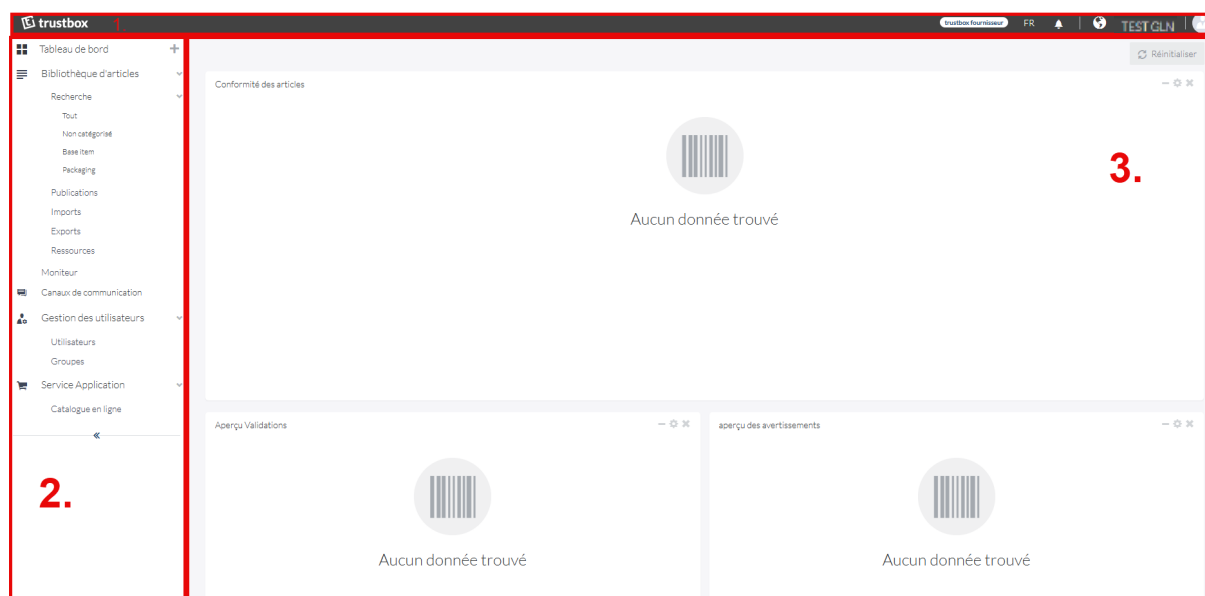 trustbox 1 trustbox fournisseur FR TEST GLN
Tableau de bord
Bibliothèque d'articles
Recherche
Tout
Non catégorisé
Base item
Packaging
Publications
Imports
Exports
Ressources
Moniteur
Canaux de communication
Gestion des utilisateurs
Utilisateurs
Groupes
Service Application
Catalogue en ligne
2.
Réinitialiser
Conformité des articles
3.
Aucun donnée trouvé
Aperçu Validations
Aucun donnée trouvé
aperçu des avertissements
Aucun donnée trouvé